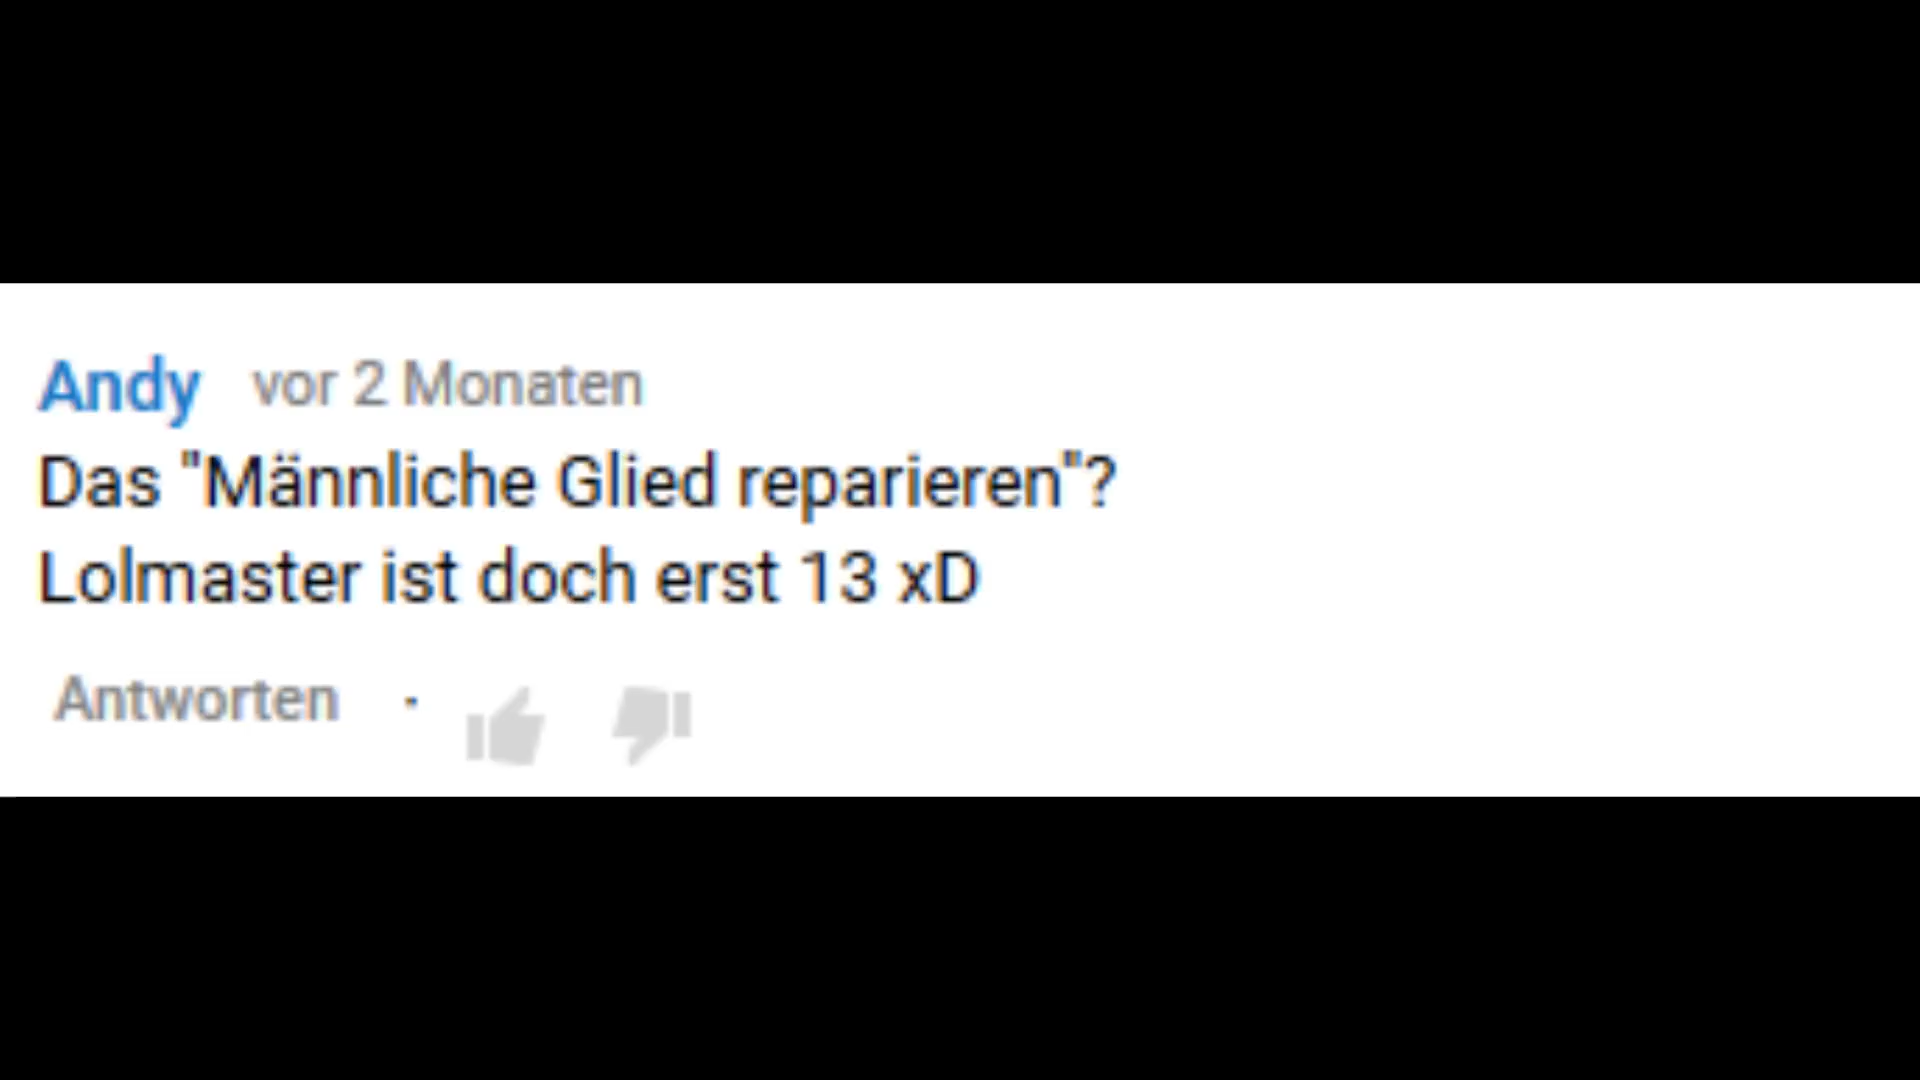 Andy vor 2 Monaten
Das "Männliche Glied reparieren"?
Lolmaster ist doch erst 13 xD
Antworten ·